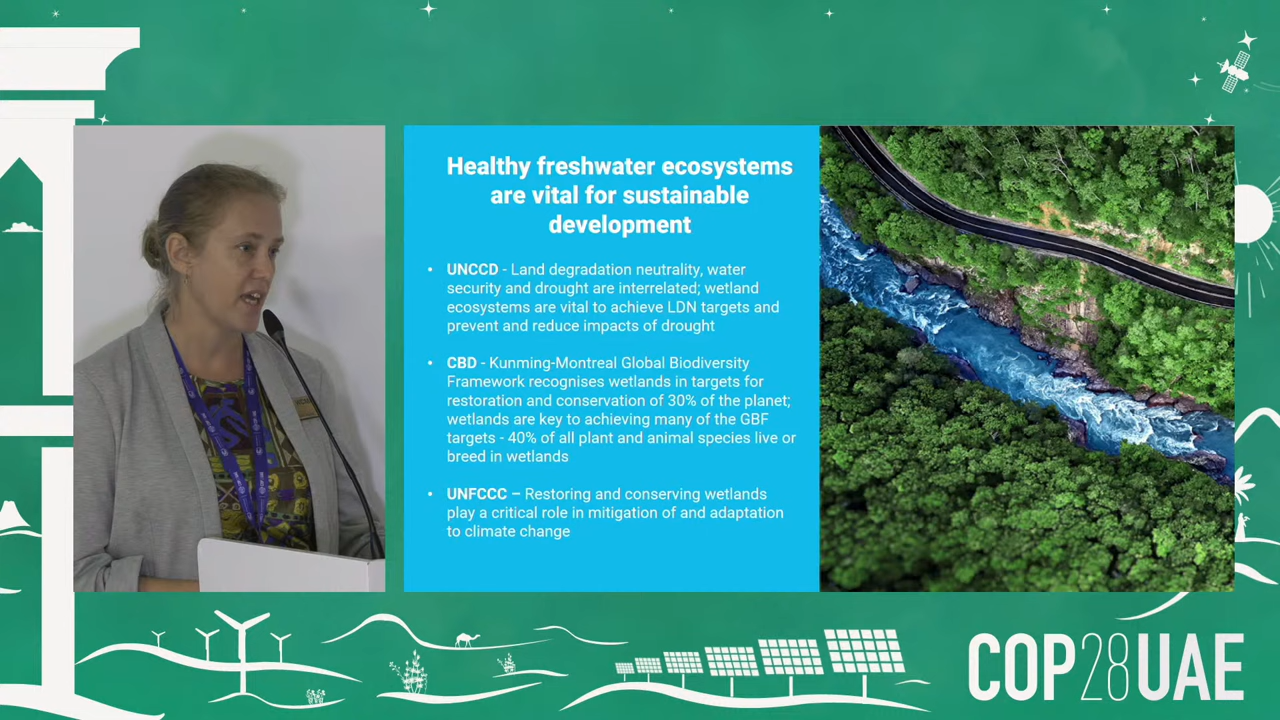 Healthy freshwater ecosystems
are vital for sustainable
development
• UNCCD - Land degradation neutrality, water
security and drought are interrelated; wetland
ecosystems are vital to achieve LDN targets and
prevent and reduce impacts of drought
• CBD - Kunming-Montreal Global Biodiversity
Framework recognises wetlands in targets for
restoration and conservation of 30% of the planet;
wetlands are key to achieving many of the GBF
targets - 40% of all plant and animal species live or
breed in wetlands
• UNFCCC – Restoring and conserving wetlands
play a critical role in mitigation of and adaptation
to climate change
COP28UAE